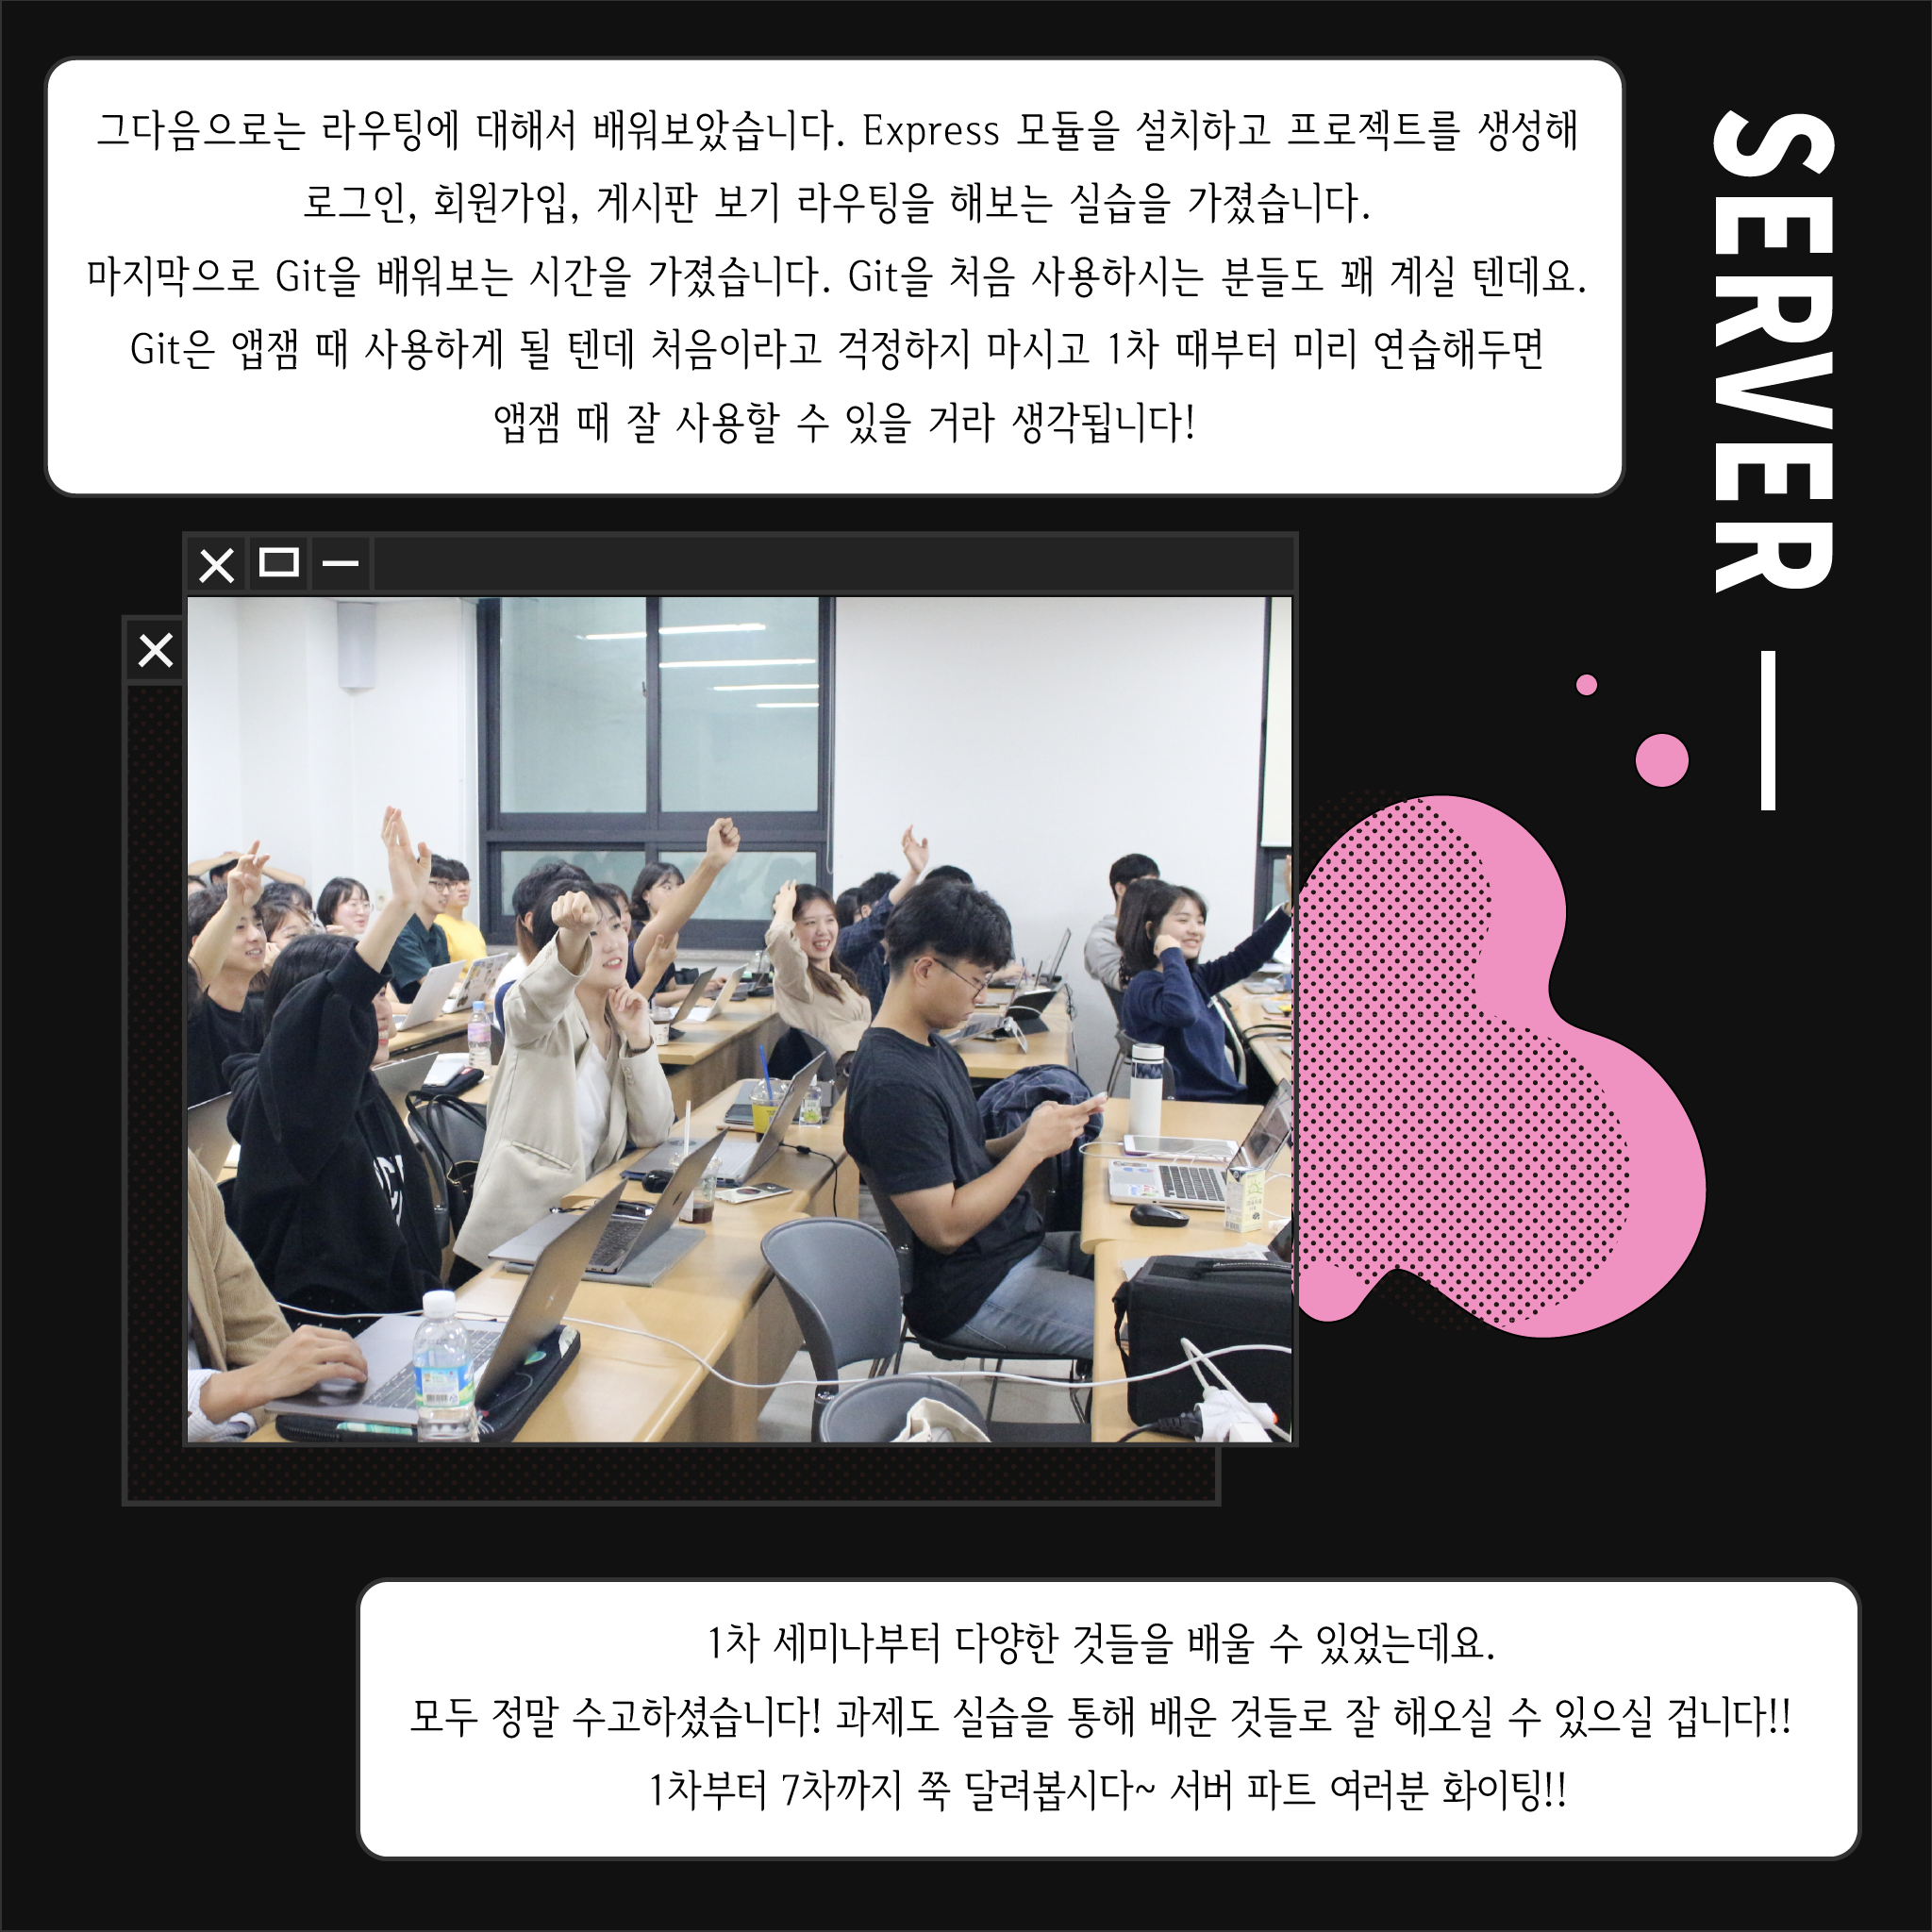 그다음으로는 라우팅에 대해서 배워보았습니다. Express 모듈을 설치하고 프로젝트를 생성해
로그인, 회원가입, 게시판 보기 라우팅을 해보는 실습을 가졌습니다.
마지막으로 Git을 배워보는 시간을 가졌습니다. Git을 처음 사용하시는 분들도 꽤 계실 텐데요.
Git은 앱잼 때 사용하게 될 텐데 처음이라고 걱정하지 마시고 1차 때부터 미리 연습해두면
앱잼 때 잘 사용할 수 있을 거라 생각됩니다!
SERVER
1차 세미나부터 다양한 것들을 배울 수 있었는데요.
모두 정말 수고하셨습니다! 과제도 실습을 통해 배운 것들로 잘 해오실 수 있으실 겁니다!!
1차부터 7차까지 쭉 달려봅시다~ 서버 파트 여러분 화이팅!!